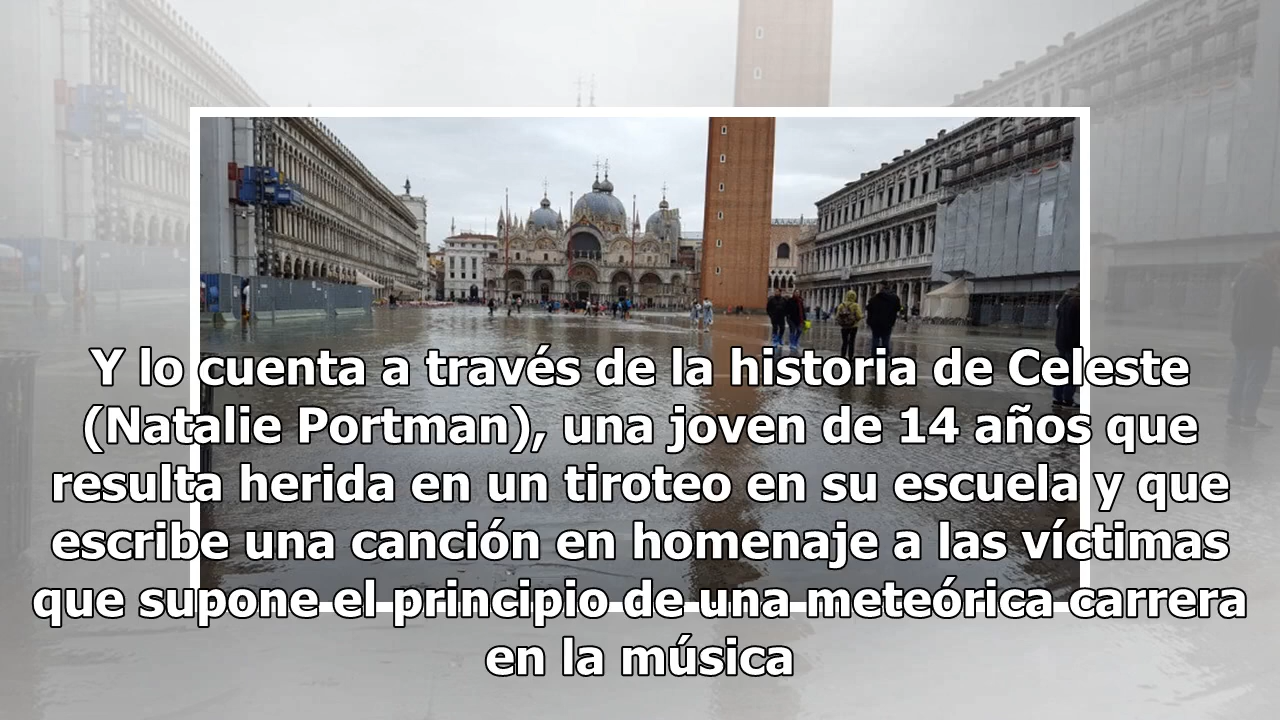 Y lo cuenta a través de la historia de Celeste
(Natalie Portman), una joven de 14 años que
resulta herida en un tiroteo en su escuela y que
escribe una canción en homenaje a las víctimas
que supone el principio de una meteórica carrera
en la música